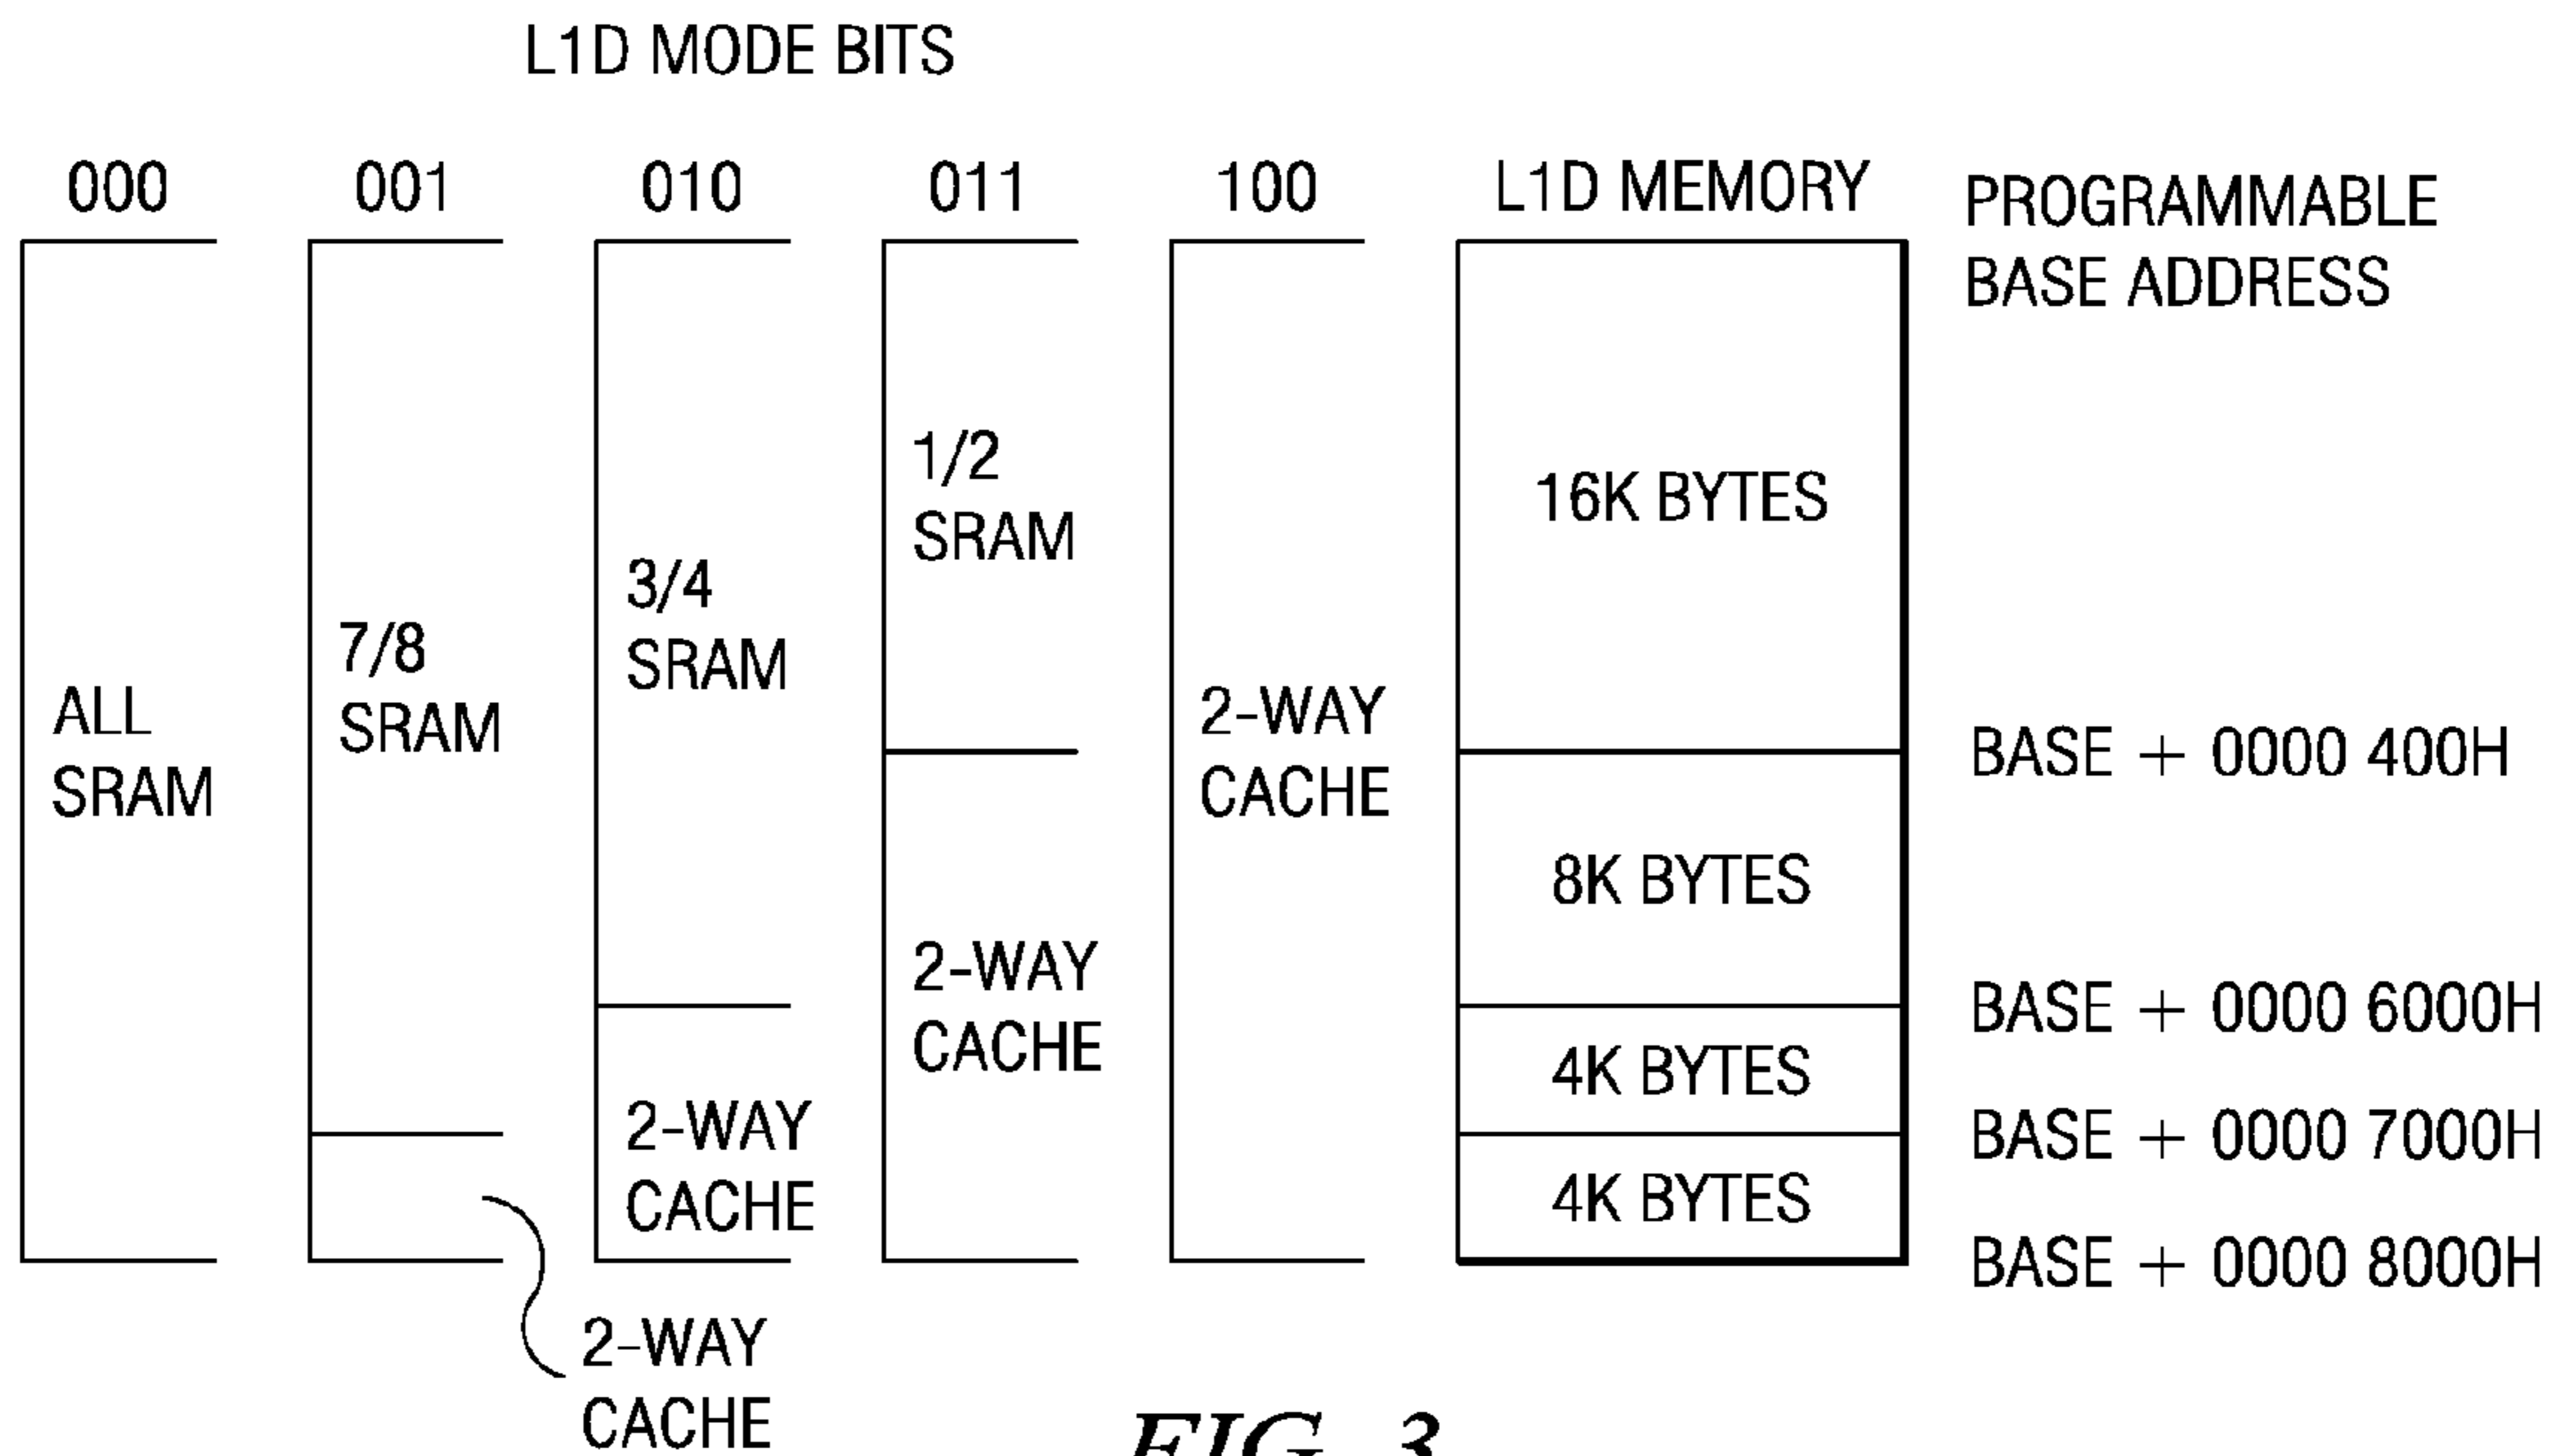 L1D MODE BITS
000 001 010 011 100 L1D MEMORY
PROGRAMMABLE
BASE ADDRESS
ALL
SRAM
7/8
SRAM
2-WAY
CACHE
3/4
SRAM
2-WAY
CACHE
1/2
SRAM
2-WAY
CACHE
2-WAY
CACHE
16K BYTES
BASE + 0000 400H
8K BYTES
BASE + 0000 6000H
4K BYTES
BASE + 0000 7000H
4K BYTES
BASE + 0000 8000H
FIG. 3